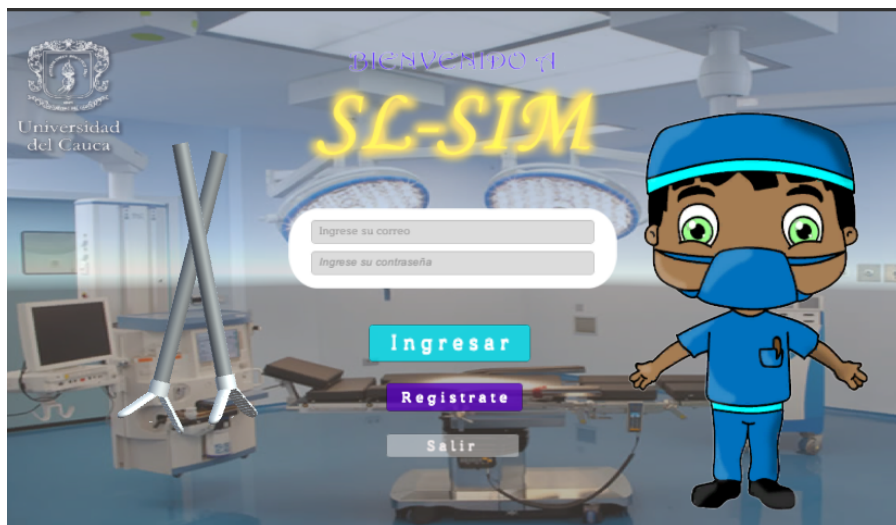 Universidad
del Cauca
BIENVENIDO A
SL-SIM
Ingrese su correo
Ingrese su contraseña
Ingresar
Registrate
Salir